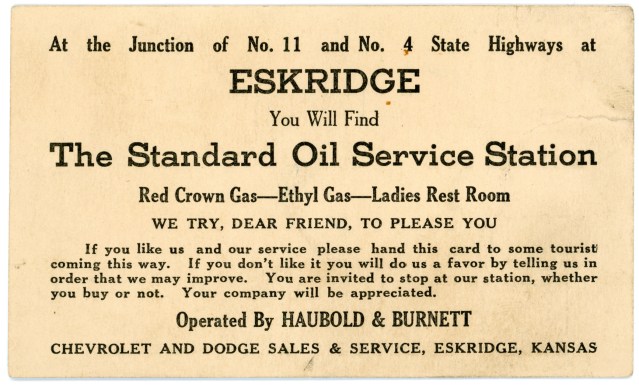 At the Junction of No. 11 and No. 4 State Highways at
ESKRIDGE
You Will Find
The Standard Oil Service Station
Red Crown Gas—Ethyl Gas—Ladies Rest Room
WE TRY, DEAR FRIEND, TO PLEASE YOU
If you like us and our service please hand this card to some tourist
coming this way. If you don't like it you will do us a favor by telling us in
order that we may improve. You are invited to stop at our station, whether
you buy or not. Your company will be appreciated.
Operated By HAUBOLD & BURNETT
CHEVROLET AND DODGE SALES & SERVICE, ESKRIDGE, KANSAS